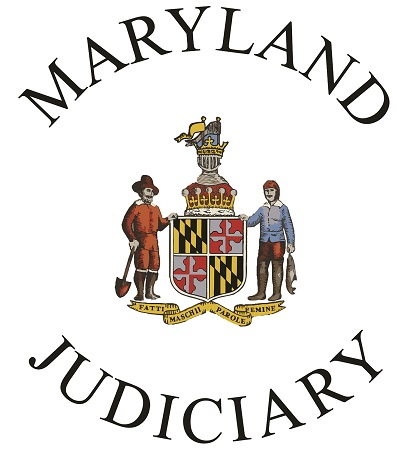 MARYLAND
FATTI MASCHII PAROLE FEMINE
JUDICIARY